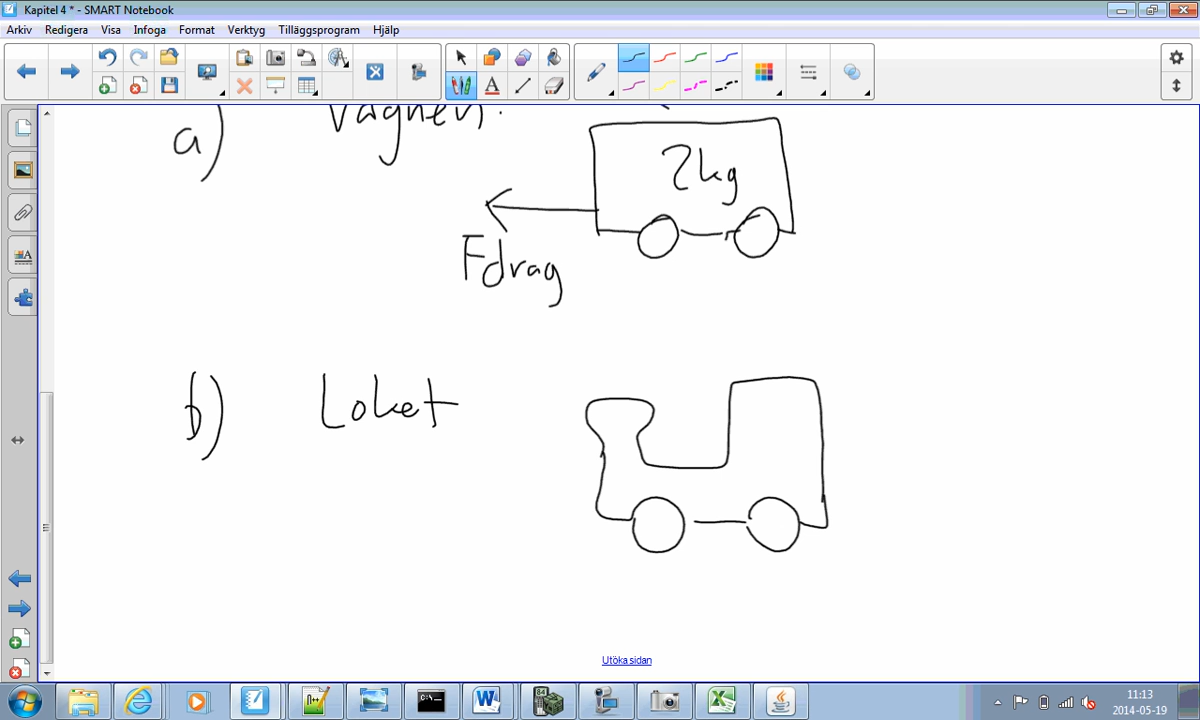 Kapitel 4 * - SMART Notebook
Arkiv Redigera Visa Infoga Format Verktyg Tilläggsprogram Hjälp
a) Vagnen:
2kg
Fdrag
b) Loket
Utöka sidan
11:13
2014-05-19